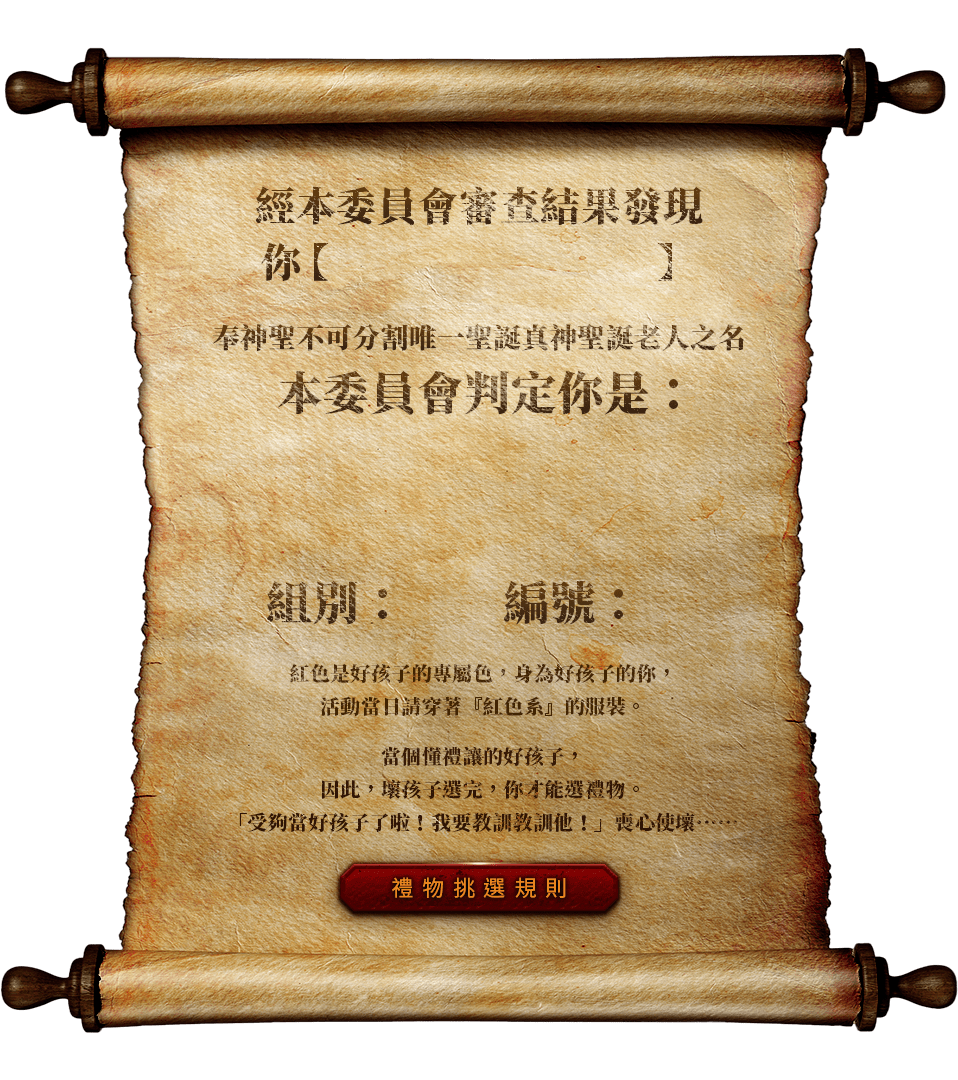 經本委員會審查結果發現
你【 】
奉神聖不可分割唯一聖誕真神聖誕老人之名
本委員會判定你是：
組別： 編號：
紅色是好孩子的專屬色，身為好孩子的你，
活動當日請穿著『紅色系』的服裝。
當個懂禮讓的好孩子，
因此，壞孩子選完，你才能選禮物。
「受夠當好孩子了啦！我要教訓教訓他！」喪心使壞⋯⋯
禮物挑選規則